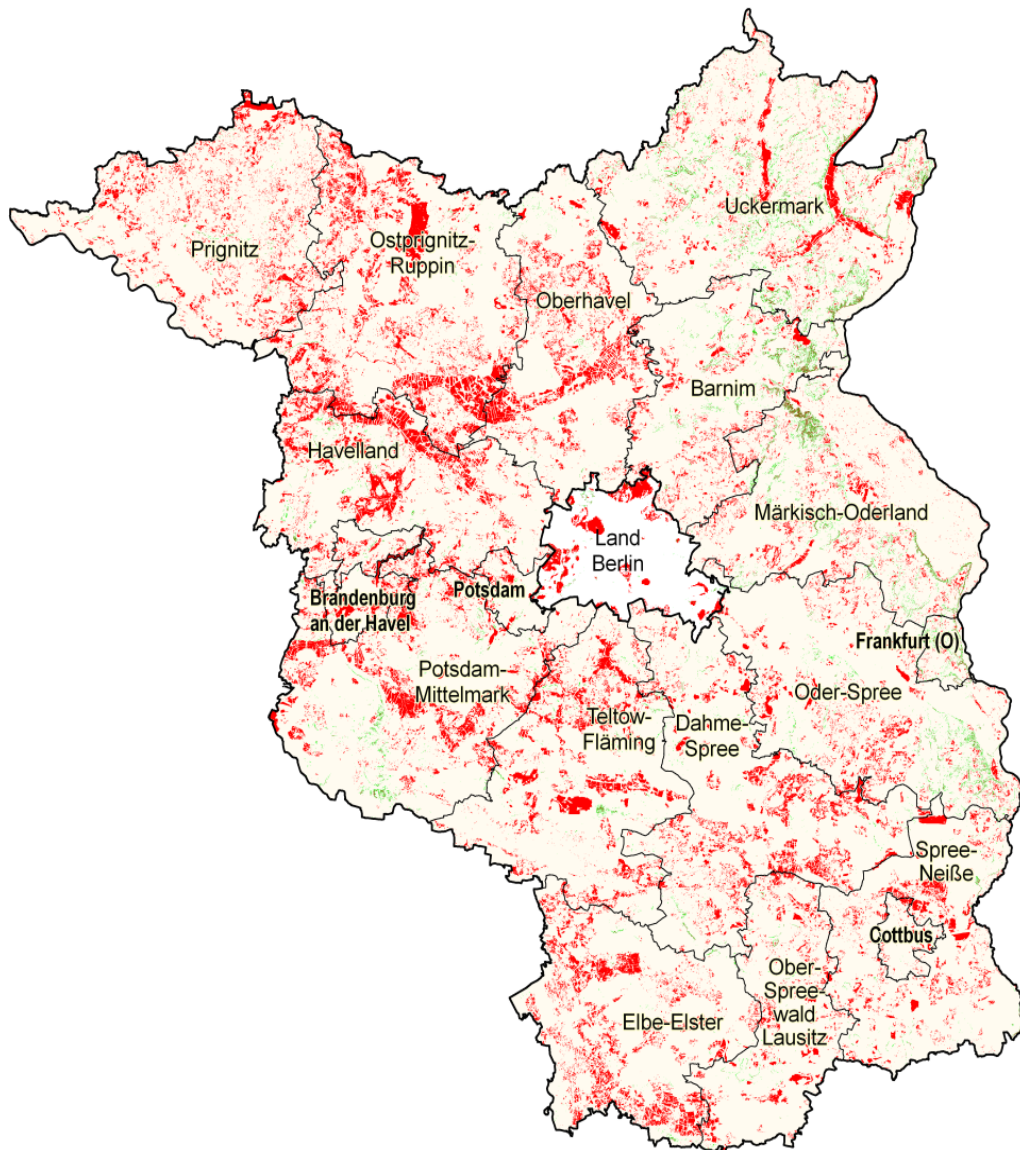 Uckermark
Prignitz
Ostprignitz-
Ruppin
Oberhavel
Barnim
Havelland
Märkisch-Oderland
Land
Berlin
Potsdam
Brandenburg
an der Havel
Frankfurt (O)
Potsdam-
Mittelmark
Oder-Spree
Teltow-
Fläming
Dahme-
Spree
Spree-
Neiße
Cottbus
Ober-
Spree-
wald
Lausitz
Elbe-Elster